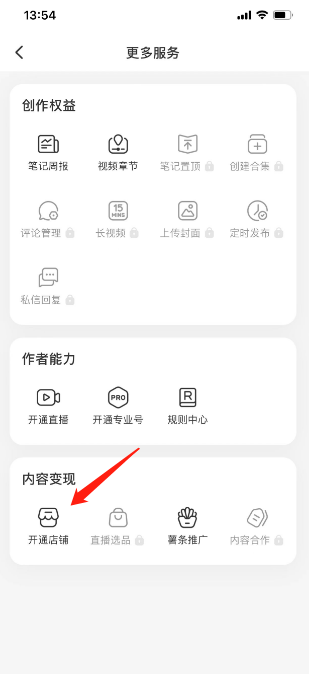 13:54
更多服务
创作权益
笔记周报 视频章节 笔记置顶 创建合集
15 MINS
评论管理 长视频 上传封面 定时发布
私信回复
作者能力
PRO R
开通直播 开通专业号 规则中心
内容变现
开通店铺 直播选品 薯条推广 内容合作